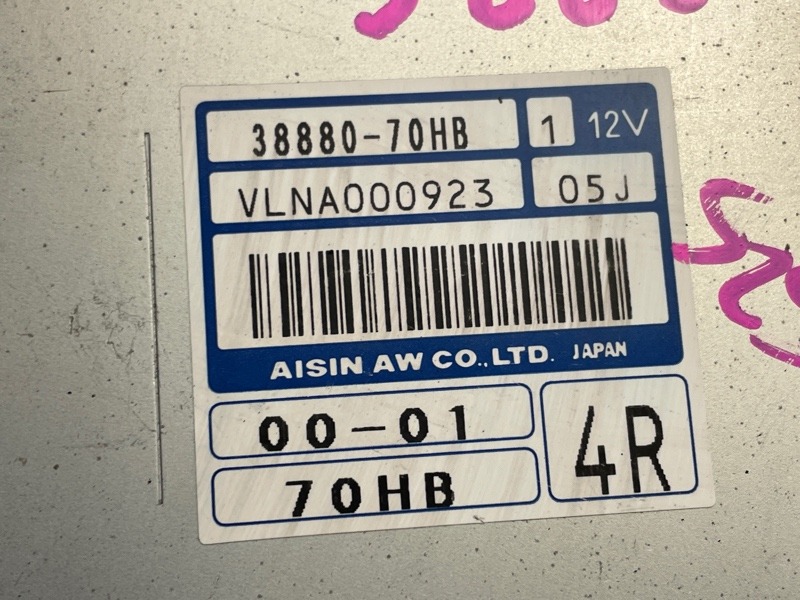 38880-70HB 1 12V
VLNA000923 05J
AISIN AW CO.,LTD. JAPAN
00-01
4R
70HB